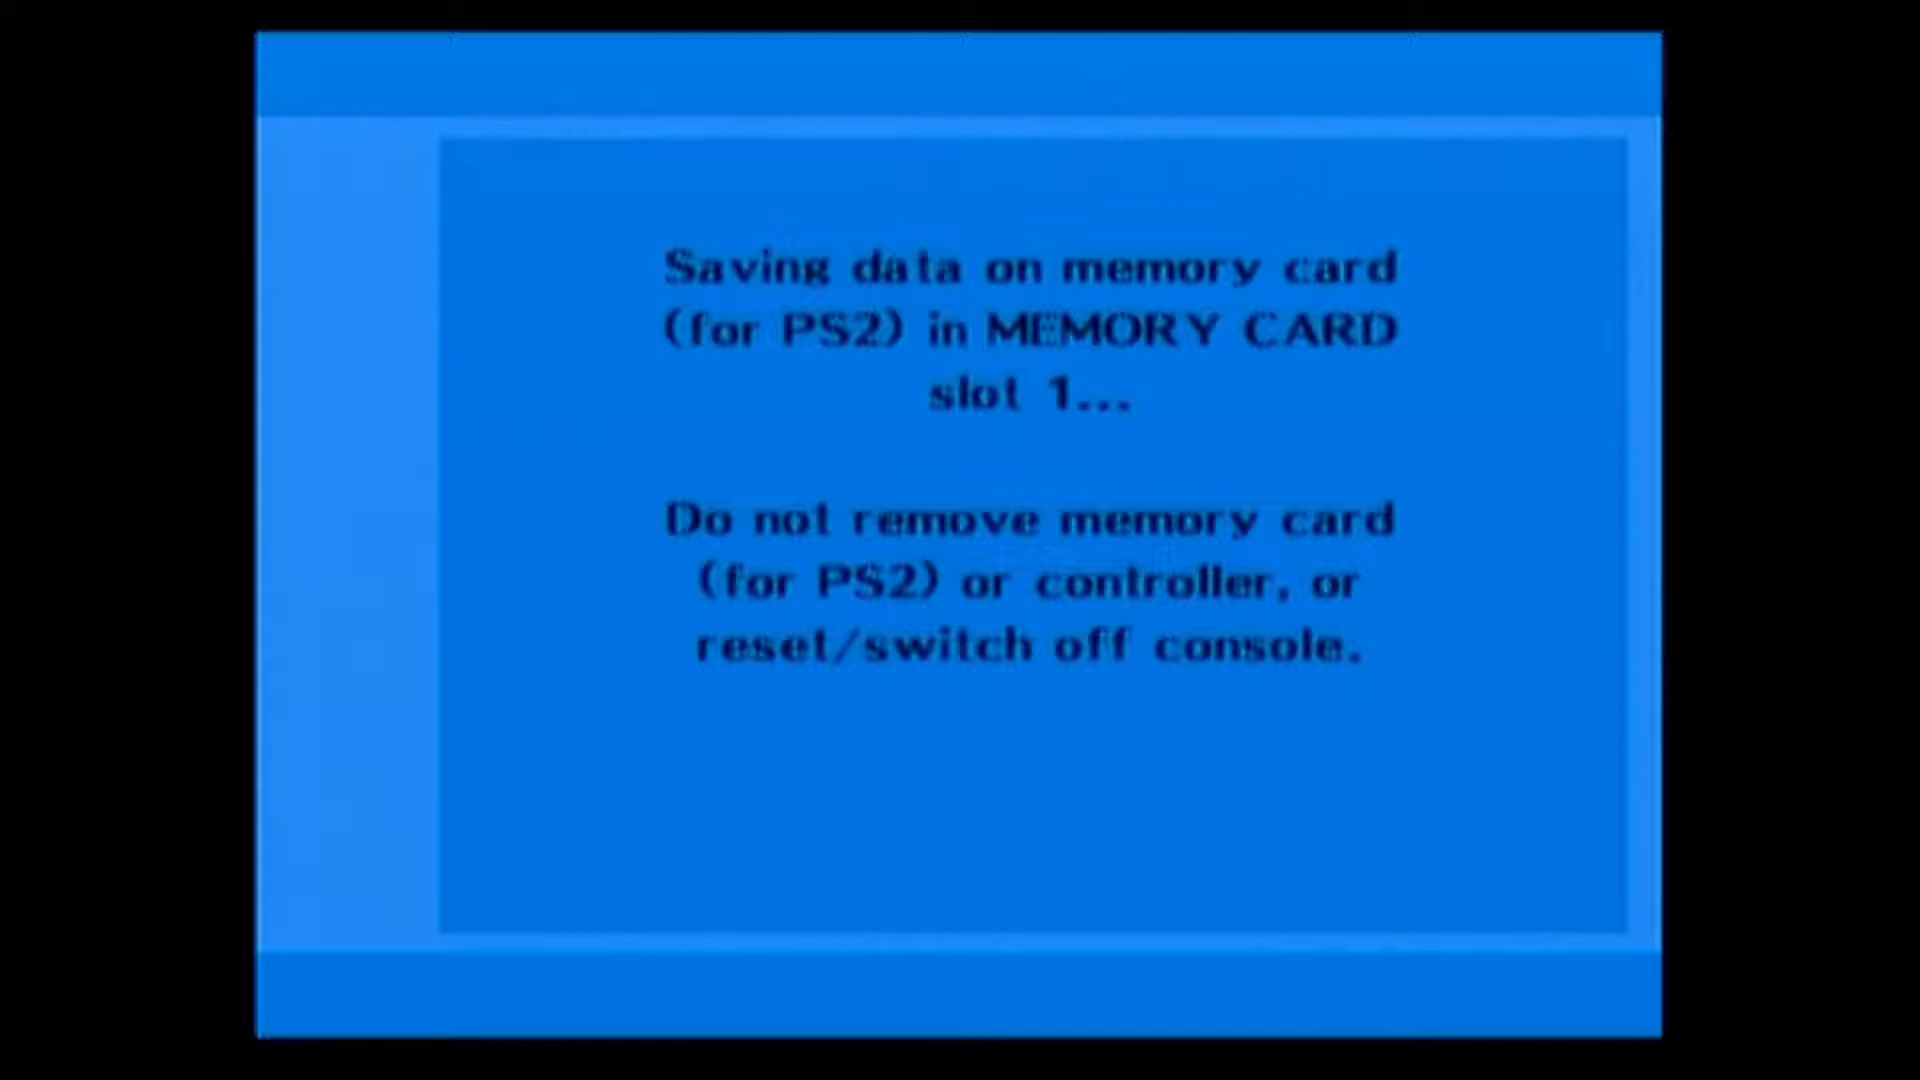 Saving data on memory card
(for PS2) in MEMORY CARD
slot 1...
Do not remove memory card
(for PS2) or controller, or
reset/switch off console.